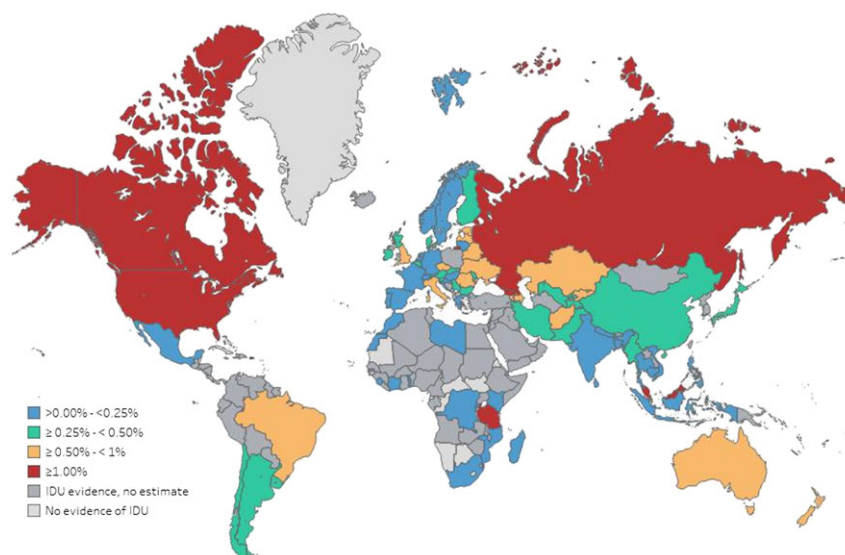 >0.00% - <0.25%
≥ 0.25% - < 0.50%
≥ 0.50% - < 1%
≥1.00%
IDU evidence, no estimate
No evidence of IDU